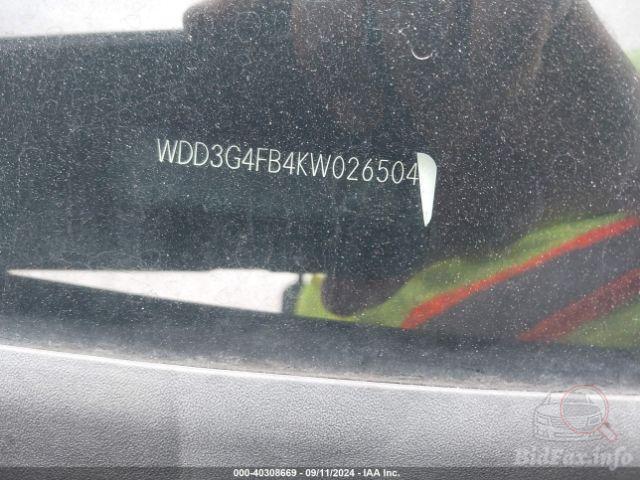 WDD3G4FB4KW026504
BidFax.info
000-40308669 - 09/11/2024 - IAA Inc.